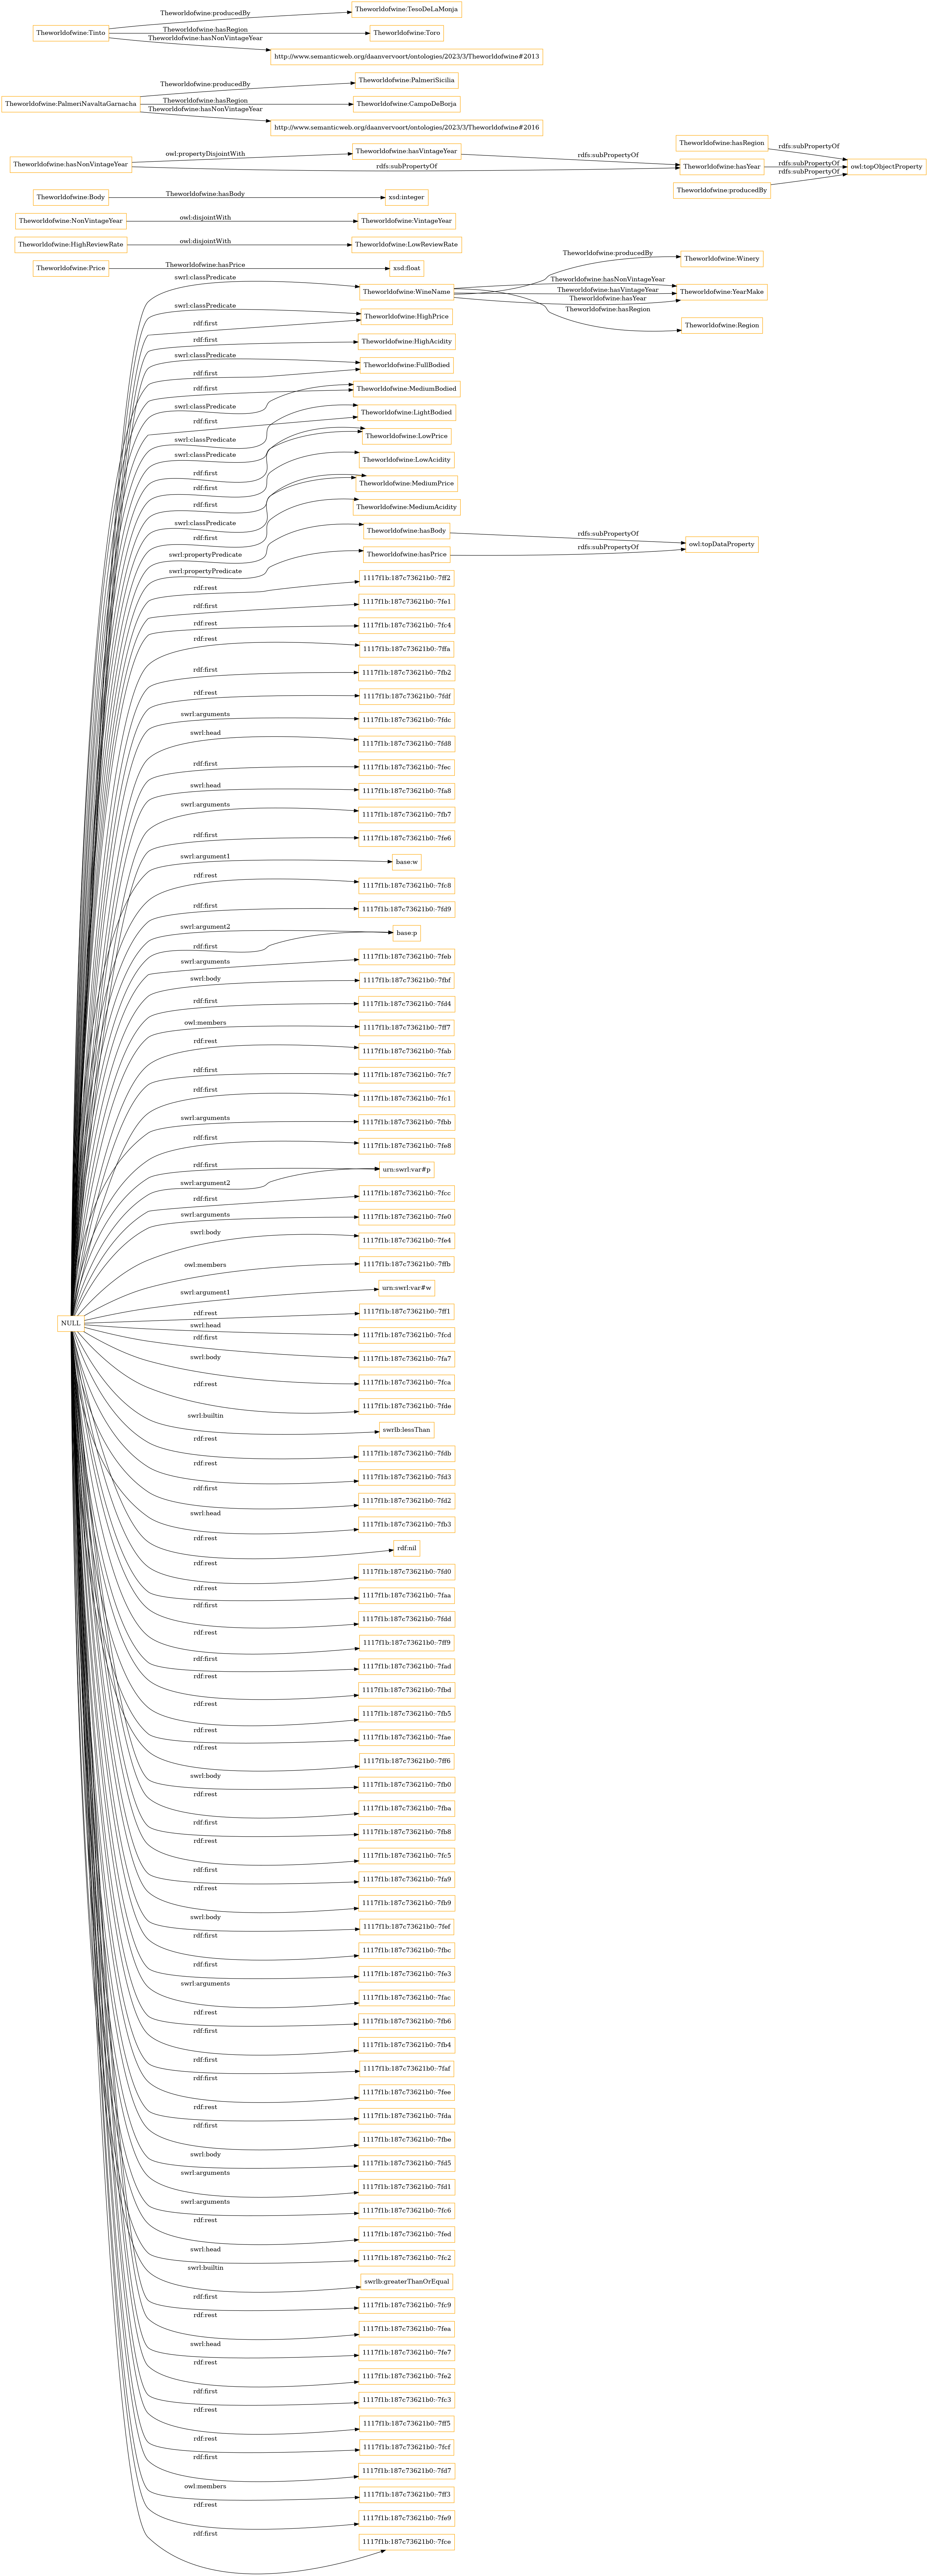 Theworldofwine:producedBy
Theworldofwine:TesoDeLaMonja
Theworldofwine:Tinto
Theworldofwine:hasRegion
Theworldofwine:Toro
Theworldofwine:hasNonVintageYear
http://www.semanticweb.org/daanvervoort/ontologies/2023/3/Theworldofwine#2013
Theworldofwine:producedBy
Theworldofwine:PalmeriSicilia
Theworldofwine:PalmeriNavaltaGarnacha
Theworldofwine:hasRegion
Theworldofwine:CampoDeBorja
Theworldofwine:hasNonVintageYear
http://www.semanticweb.org/daanvervoort/ontologies/2023/3/Theworldofwine#2016
Theworldofwine:hasNonVintageYear
owl:propertyDisjointWith
Theworldofwine:hasVintageYear
rdfs:subPropertyOf
rdfs:subPropertyOf
Theworldofwine:hasYear
Theworldofwine:hasRegion
rdfs:subPropertyOf
rdfs:subPropertyOf
rdfs:subPropertyOf
owl:topObjectProperty
Theworldofwine:producedBy
Theworldofwine:Body
Theworldofwine:hasBody
xsd:integer
Theworldofwine:NonVintageYear
owl:disjointWith
Theworldofwine:VintageYear
Theworldofwine:HighReviewRate
owl:disjointWith
Theworldofwine:LowReviewRate
Theworldofwine:Price
Theworldofwine:hasPrice
xsd:float
swrl:classPredicate
Theworldofwine:WineName
Theworldofwine:producedBy
Theworldofwine:Winery
Theworldofwine:hasNonVintageYear
Theworldofwine:hasVintageYear
Theworldofwine:hasYear
Theworldofwine:YearMake
Theworldofwine:hasRegion
Theworldofwine:Region
swrl:classPredicate
Theworldofwine:HighPrice
rdf:first
rdf:first
Theworldofwine:HighAcidity
swrl:classPredicate
Theworldofwine:FullBodied
rdf:first
rdf:first
Theworldofwine:MediumBodied
swrl:classPredicate
Theworldofwine:LightBodied
rdf:first
swrl:classPredicate
Theworldofwine:LowPrice
swrl:classPredicate
Theworldofwine:LowAcidity
rdf:first
Theworldofwine:MediumPrice
rdf:first
rdf:first
Theworldofwine:MediumAcidity
swrl:classPredicate
Theworldofwine:hasBody
rdfs:subPropertyOf
rdf:first
owl:topDataProperty
swrl:propertyPredicate
Theworldofwine:hasPrice
rdfs:subPropertyOf
swrl:propertyPredicate
1117f1b:187c73621b0:-7ff2
rdf:rest
1117f1b:187c73621b0:-7fe1
rdf:first
1117f1b:187c73621b0:-7fc4
rdf:rest
1117f1b:187c73621b0:-7ffa
rdf:rest
1117f1b:187c73621b0:-7fb2
rdf:first
1117f1b:187c73621b0:-7fdf
rdf:rest
1117f1b:187c73621b0:-7fdc
swrl:arguments
1117f1b:187c73621b0:-7fd8
swrl:head
1117f1b:187c73621b0:-7fec
rdf:first
1117f1b:187c73621b0:-7fa8
swrl:head
1117f1b:187c73621b0:-7fb7
swrl:arguments
1117f1b:187c73621b0:-7fe6
rdf:first
base:w
swrl:argument1
1117f1b:187c73621b0:-7fc8
rdf:rest
1117f1b:187c73621b0:-7fd9
rdf:first
base:p
swrl:argument2
rdf:first
1117f1b:187c73621b0:-7feb
swrl:arguments
1117f1b:187c73621b0:-7fbf
swrl:body
1117f1b:187c73621b0:-7fd4
rdf:first
1117f1b:187c73621b0:-7ff7
owl:members
1117f1b:187c73621b0:-7fab
rdf:rest
1117f1b:187c73621b0:-7fc7
rdf:first
1117f1b:187c73621b0:-7fc1
rdf:first
1117f1b:187c73621b0:-7fbb
swrl:arguments
1117f1b:187c73621b0:-7fe8
rdf:first
urn:swrl:var#p
rdf:first
swrl:argument2
1117f1b:187c73621b0:-7fcc
rdf:first
1117f1b:187c73621b0:-7fe0
swrl:arguments
1117f1b:187c73621b0:-7fe4
swrl:body
1117f1b:187c73621b0:-7ffb
owl:members
urn:swrl:var#w
swrl:argument1
1117f1b:187c73621b0:-7ff1
rdf:rest
NULL
1117f1b:187c73621b0:-7fcd
swrl:head
1117f1b:187c73621b0:-7fa7
rdf:first
1117f1b:187c73621b0:-7fca
swrl:body
1117f1b:187c73621b0:-7fde
rdf:rest
swrlb:lessThan
swrl:builtin
1117f1b:187c73621b0:-7fdb
rdf:rest
1117f1b:187c73621b0:-7fd3
rdf:rest
1117f1b:187c73621b0:-7fd2
rdf:first
1117f1b:187c73621b0:-7fb3
swrl:head
rdf:nil
rdf:rest
1117f1b:187c73621b0:-7fd0
rdf:rest
1117f1b:187c73621b0:-7faa
rdf:rest
1117f1b:187c73621b0:-7fdd
rdf:first
1117f1b:187c73621b0:-7ff9
rdf:rest
1117f1b:187c73621b0:-7fad
rdf:first
1117f1b:187c73621b0:-7fbd
rdf:rest
1117f1b:187c73621b0:-7fb5
rdf:rest
1117f1b:187c73621b0:-7fae
rdf:rest
1117f1b:187c73621b0:-7ff6
rdf:rest
1117f1b:187c73621b0:-7fb0
swrl:body
1117f1b:187c73621b0:-7fba
rdf:rest
1117f1b:187c73621b0:-7fb8
rdf:first
1117f1b:187c73621b0:-7fc5
rdf:rest
1117f1b:187c73621b0:-7fa9
rdf:first
1117f1b:187c73621b0:-7fb9
rdf:rest
1117f1b:187c73621b0:-7fef
swrl:body
1117f1b:187c73621b0:-7fbc
rdf:first
1117f1b:187c73621b0:-7fe3
rdf:first
1117f1b:187c73621b0:-7fac
swrl:arguments
1117f1b:187c73621b0:-7fb6
rdf:rest
1117f1b:187c73621b0:-7fb4
rdf:first
1117f1b:187c73621b0:-7faf
rdf:first
1117f1b:187c73621b0:-7fee
rdf:first
1117f1b:187c73621b0:-7fda
rdf:rest
1117f1b:187c73621b0:-7fbe
rdf:first
1117f1b:187c73621b0:-7fd5
swrl:body
1117f1b:187c73621b0:-7fd1
swrl:arguments
1117f1b:187c73621b0:-7fc6
swrl:arguments
1117f1b:187c73621b0:-7fed
rdf:rest
1117f1b:187c73621b0:-7fc2
swrl:head
swrlb:greaterThanOrEqual
swrl:builtin
1117f1b:187c73621b0:-7fc9
rdf:first
1117f1b:187c73621b0:-7fea
rdf:rest
1117f1b:187c73621b0:-7fe7
swrl:head
1117f1b:187c73621b0:-7fe2
rdf:rest
1117f1b:187c73621b0:-7fc3
rdf:first
1117f1b:187c73621b0:-7ff5
rdf:rest
1117f1b:187c73621b0:-7fcf
rdf:rest
1117f1b:187c73621b0:-7fd7
rdf:first
1117f1b:187c73621b0:-7ff3
owl:members
1117f1b:187c73621b0:-7fe9
rdf:rest
1117f1b:187c73621b0:-7fce
rdf:first